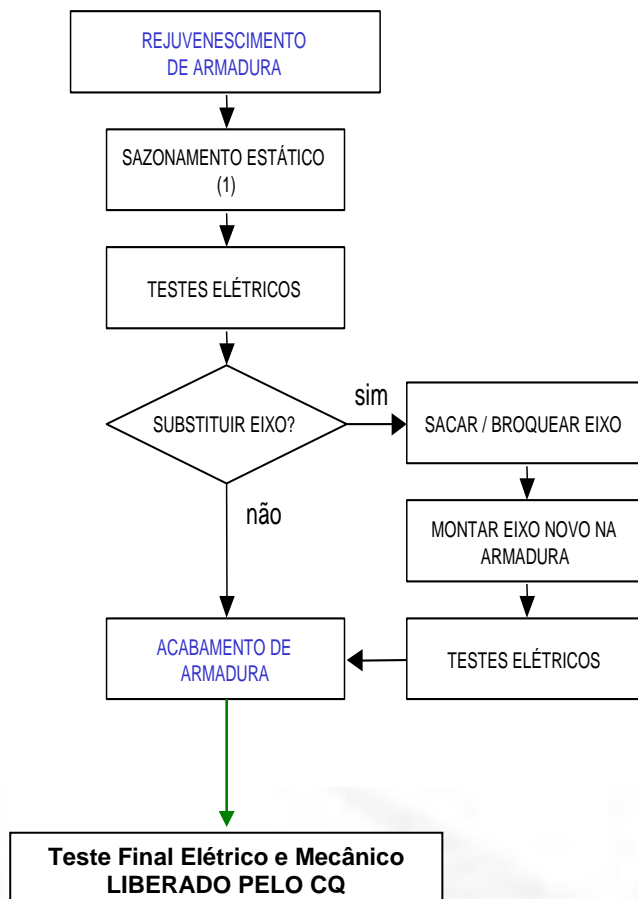 REJUVENESCIMENTO
DE ARMADURA
SAZONAMENTO ESTÁTICO
(1)
TESTES ELÉTRICOS
SUBSTITUIR EIXO?
sim
SACAR / BROQUEAR EIXO
não
MONTAR EIXO NOVO NA
ARMADURA
TESTES ELÉTRICOS
ACABAMENTO DE
ARMADURA
Teste Final Elétrico e Mecânico
LIBERADO PELO CQ